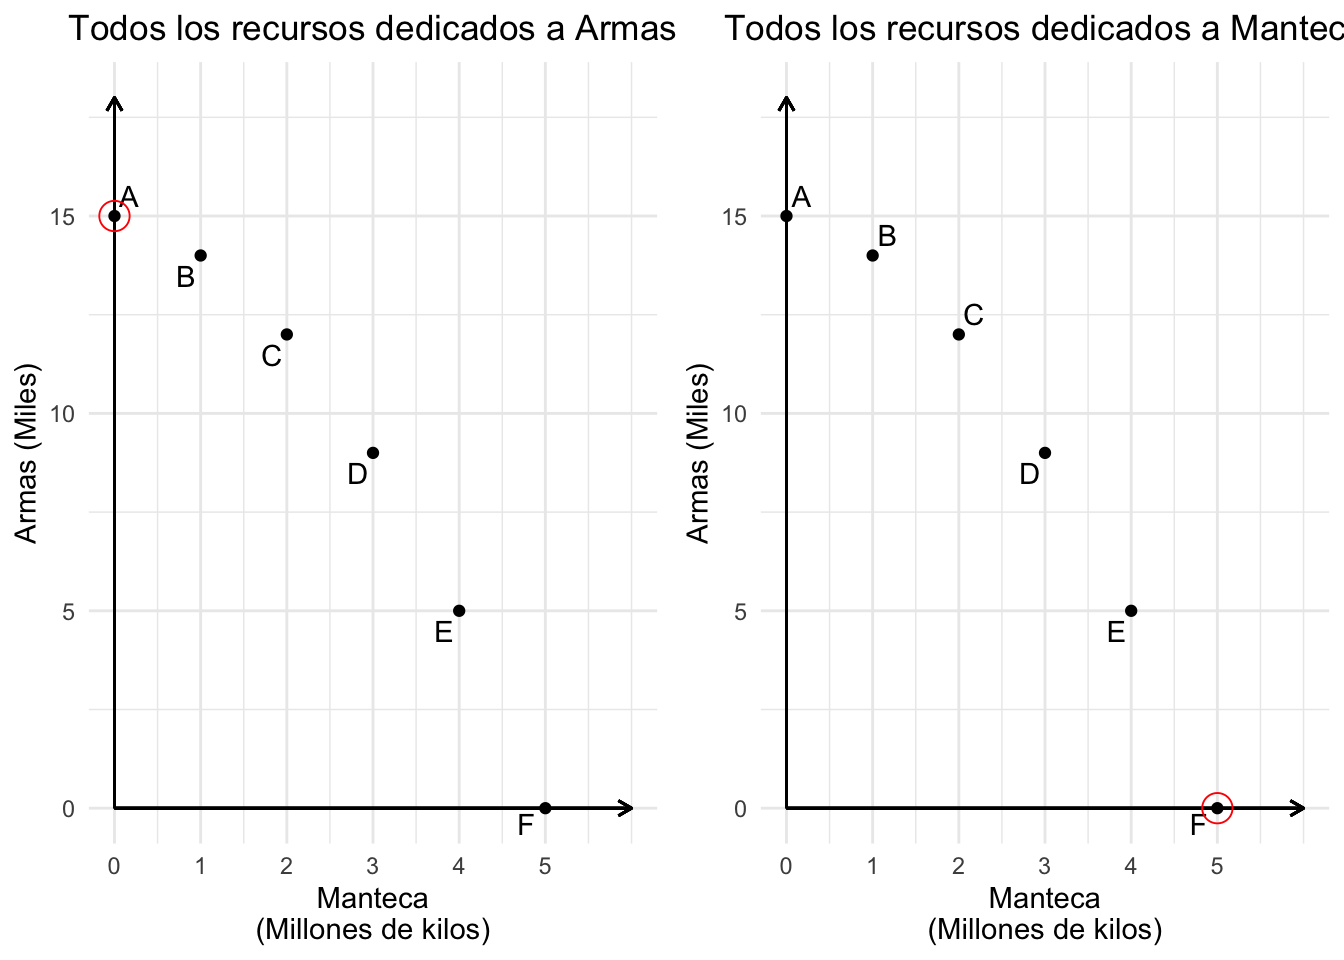 Todos los recursos dedicados a Armas
A
15
B
C
10
D
5
E
0
F
0 1 2 3 4 5
Manteca
(Millones de kilos)
Armas (Miles)
Todos los recursos dedicados a Mantec
A
15
B
C
10
D
5
E
0
F
0 1 2 3 4 5
Manteca
(Millones de kilos)
Armas (Miles)